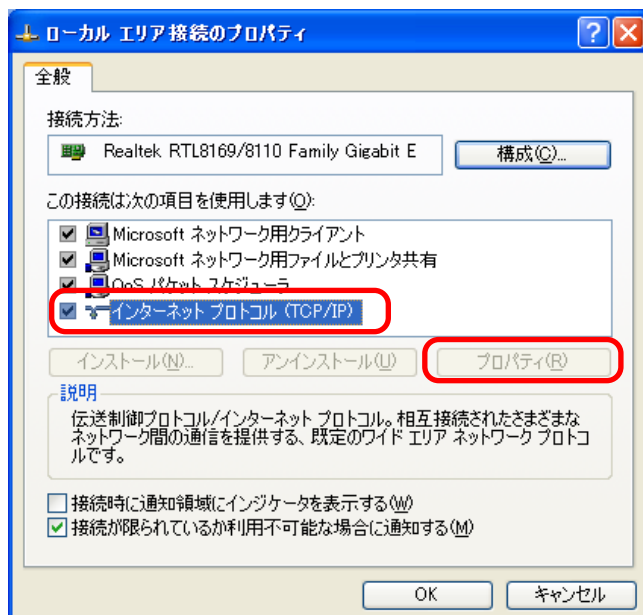 ローカル エリア接続のプロパティ
全般
接続方法:
Realtek RTL8169/8110 Family Gigabit E
構成(C)...
この接続は次の項目を使用します(O):
Microsoft ネットワーク用クライアント
Microsoft ネットワーク用ファイルとプリンタ共有
QoS パケット スケジューラ
インターネット プロトコル (TCP/IP)
インストール(N)...
アンインストール(U)
プロパティ(R)
説明
伝送制御プロトコル/インターネット プロトコル。相互接続されたさまざまな
ネットワーク間の通信を提供する、既定のワイド エリア ネットワーク プロトコ
ルです。
接続時に通知領域にインジケータを表示する(W)
接続が限られているか利用不可能な場合に通知する(M)
OK
キャンセル